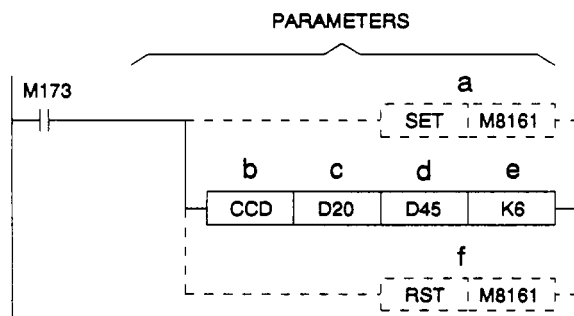 PARAMETERS
M173
a
SET M8161
b c d e
CCD D20 D45 K6
f
RST M8161